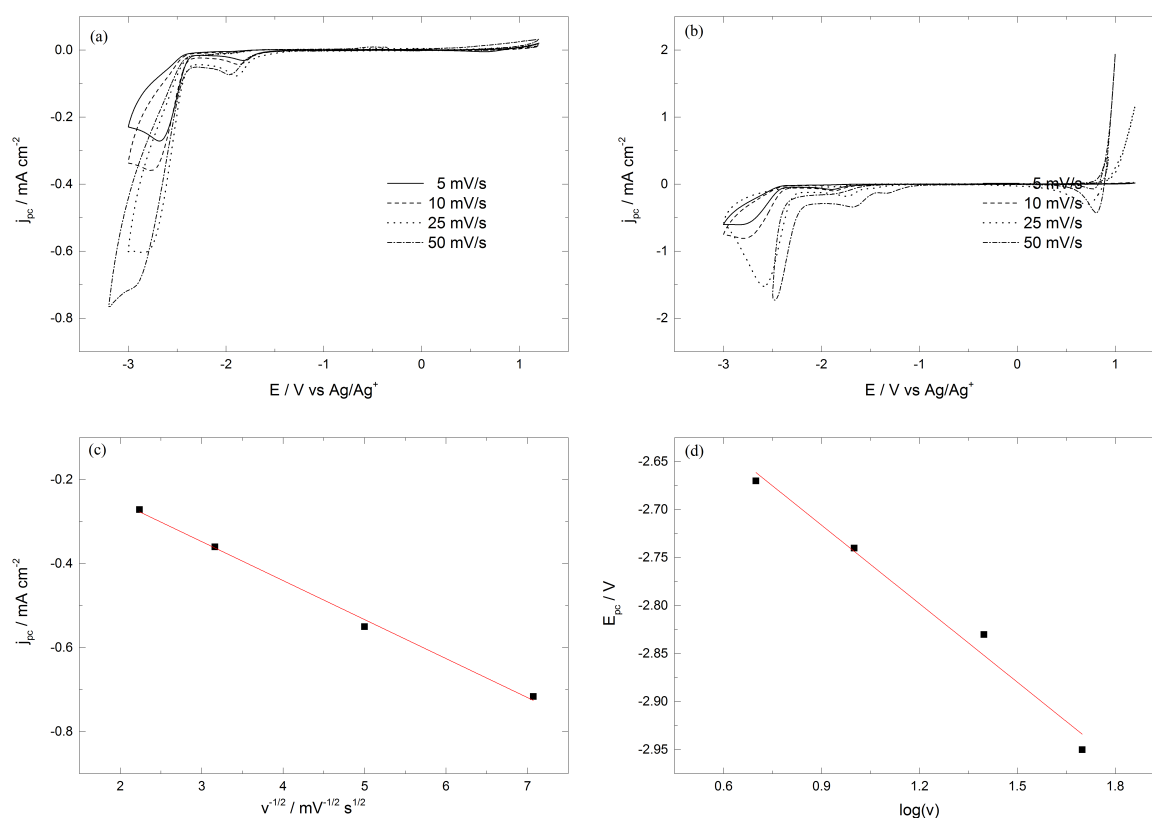 (a)
0.0
-0.2
-0.4
-0.6
-0.8
j_pc / mA cm^-2
5 mV/s
10 mV/s
25 mV/s
50 mV/s
-3 -2 -1 0 1
E / V vs Ag/Ag^+
(b)
2
1
0
-1
-2
j_pc / mA cm^-2
5 mV/s
10 mV/s
25 mV/s
50 mV/s
-3 -2 -1 0 1
E / V vs Ag/Ag^+
(c)
-0.2
-0.4
-0.6
-0.8
j_pc / mA cm^-2
2 3 4 5 6 7
v^-1/2 / mV^-1/2 s^1/2
(d)
-2.65
-2.70
-2.75
-2.80
-2.85
-2.90
-2.95
E_pc / V
0.6 0.9 1.2 1.5 1.8
log(v)